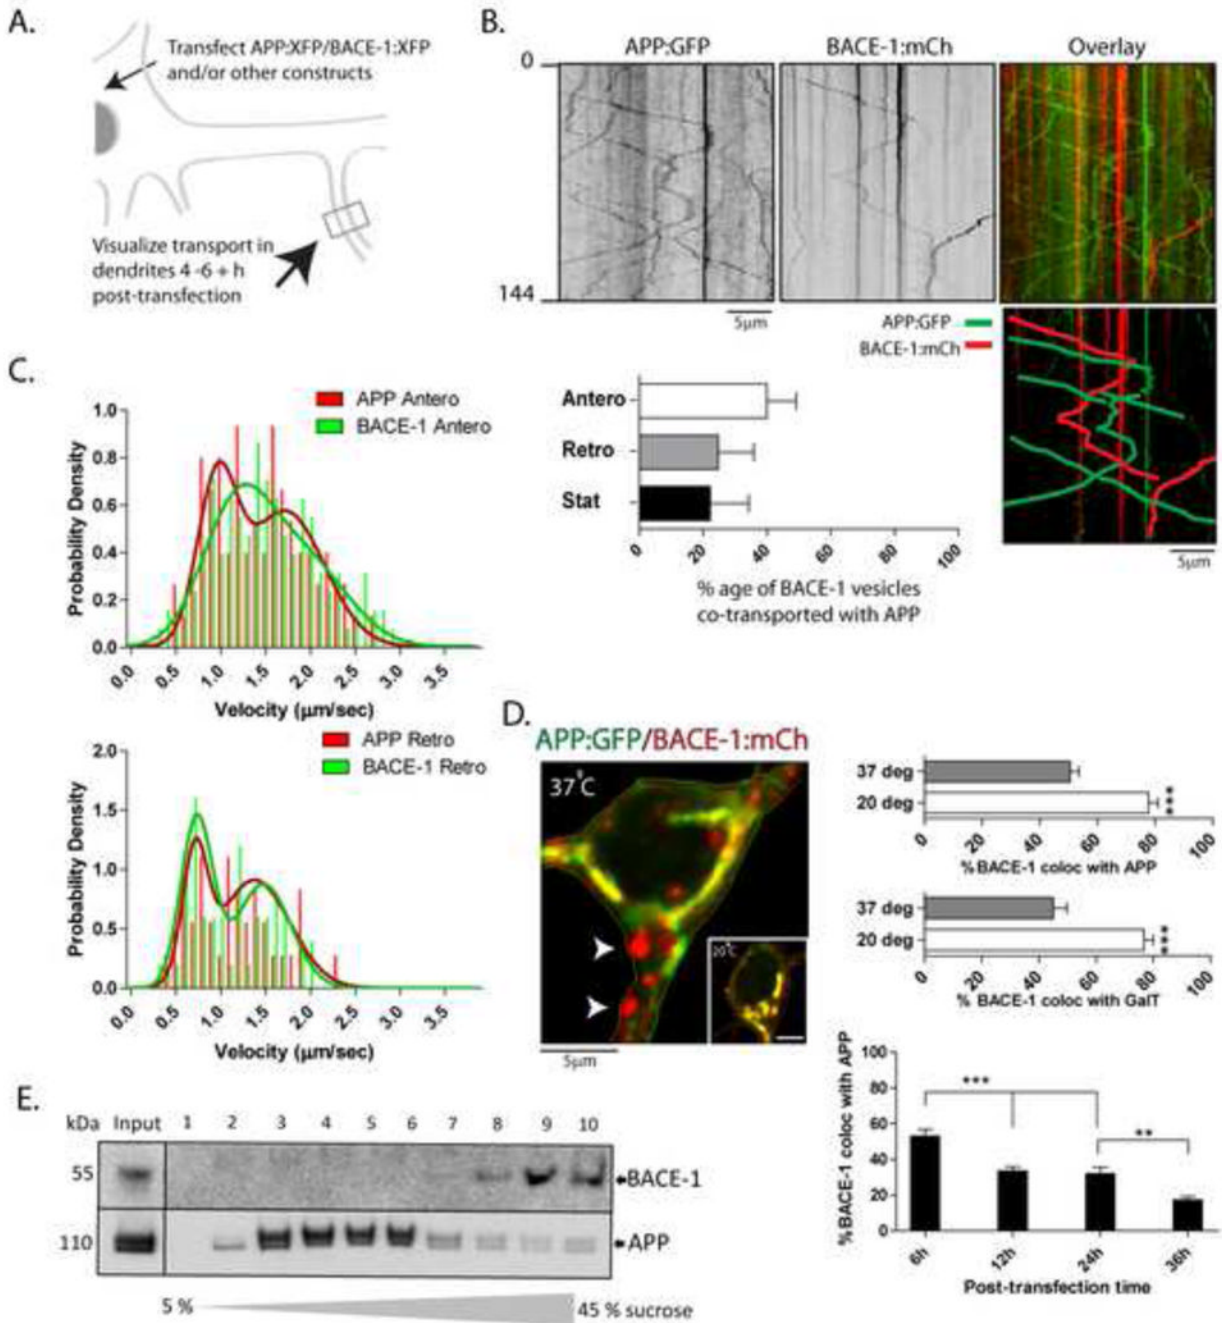 A.
Transfect APP:XFP/BACE-1:XFP
and/or other constructs
Visualize transport in
dendrites 4 -6 + h
post-transfection
B.
APP:GFP
BACE-1:mCh
Overlay
0
144
5μm
APP:GFP
BACE-1:mCh
5μm
Antero
Retro
Stat
0 20 40 60 80 100
% age of BACE-1 vesicles
co-transported with APP
C.
APP Antero
BACE-1 Antero
Probability Density
1.0
0.8
0.6
0.4
0.2
0.0
0.0 0.5 1.0 1.5 2.0 2.5 3.0 3.5
Velocity (μm/sec)
APP Retro
BACE-1 Retro
Probability Density
2.0
1.5
1.0
0.5
0.0
0.0 0.5 1.0 1.5 2.0 2.5 3.0 3.5
Velocity (μm/sec)
D.
APP:GFP/BACE-1:mCh
37°C
20°C
5μm
37 deg
20 deg
***
0 20 40 60 80 100
%BACE-1 coloc with APP
37 deg
20 deg
***
0 20 40 60 80 100
% BACE-1 coloc with GalT
%BACE-1 coloc with APP
100
80
60
40
20
0
***
**
6h 12h 24h 36h
Post-transfection time
E.
kDa Input 1 2 3 4 5 6 7 8 9 10
55
BACE-1
110
APP
5 %
45 % sucrose